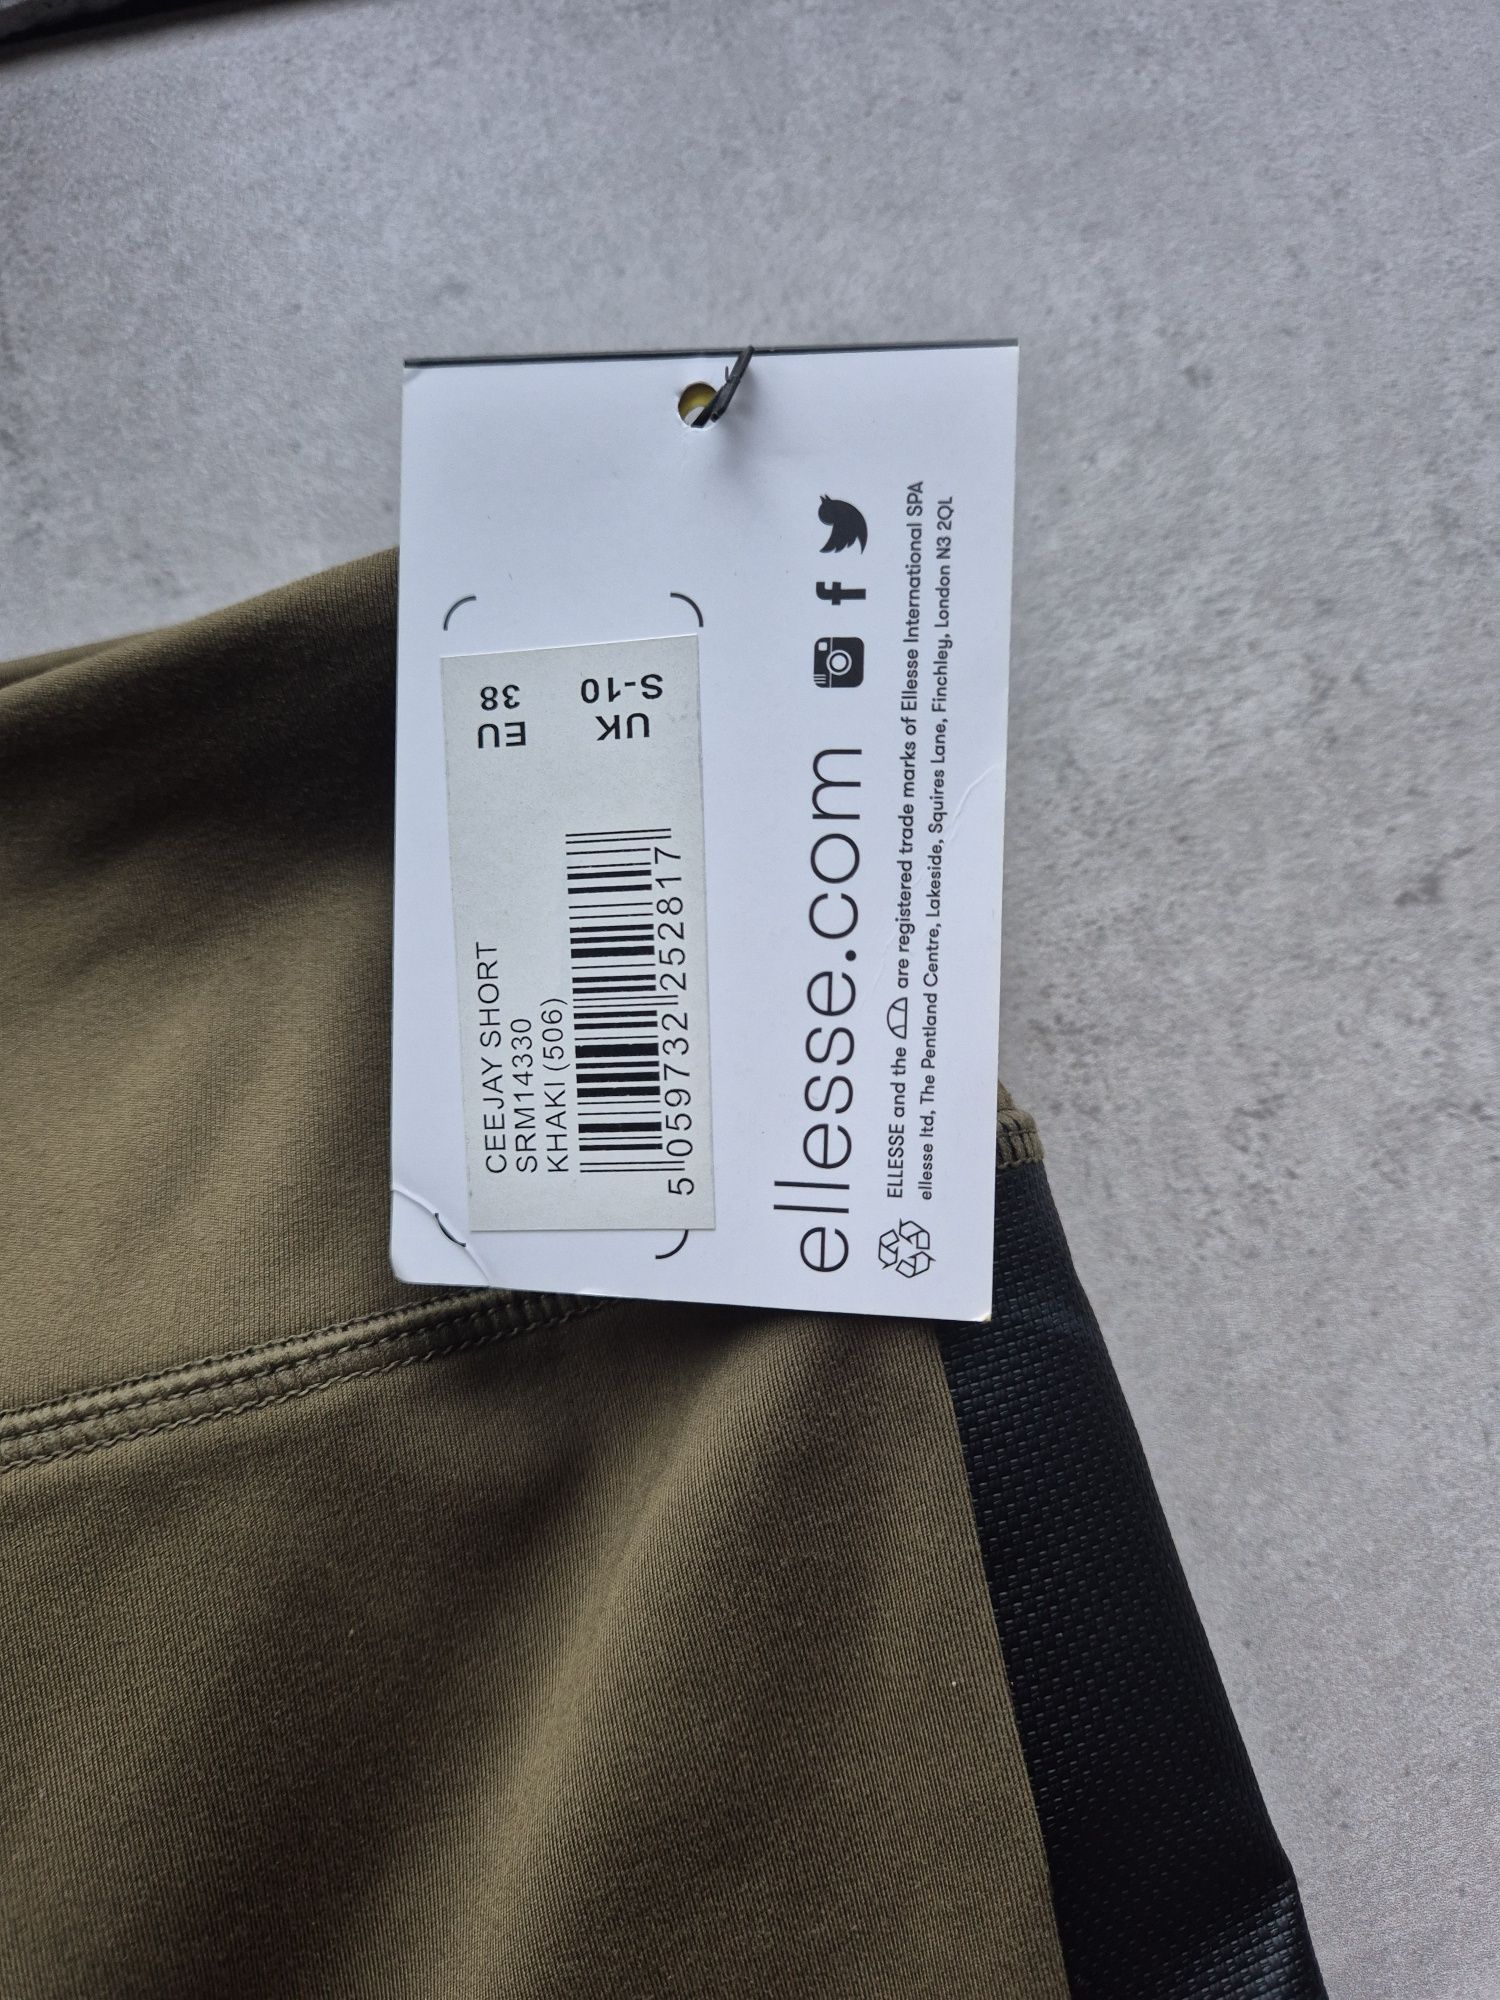 CEEJAY SHORT
SRM14330
KHAKI (506)
5 059732 252817
EU UK
38 S-10
ellesse.com
ELLESSE and the are registered trade marks of Ellesse International SPA
ellesse ltd, The Pentland Centre, Lakeside, Squires Lane, Finchley, London N3 2QL